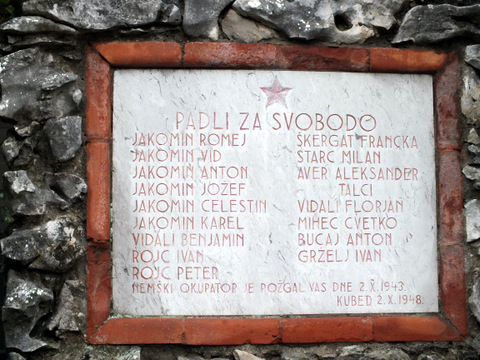 PADLI ZA SVOBODO
JAKOMIN ROMEJ
JAKOMIN VID
JAKOMIN ANTON
JAKOMIN JOZEF
JAKOMIN CELESTIN
JAKOMIN KAREL
VIDALI BENJAMIN
ROJC IVAN
ROJC PETER
ŠKERGAT FRANČKA
STARC MILAN
AVER ALEKSANDER
TALCI
VIDALI FLORJAN
MIHEC CVETKO
BUCAJ ANTON
GRŽELJ IVAN
NEMŠKI OKUPATOR JE POŽGAL VAS DNE 2.X.1943.
KUBED 2.X.1948.